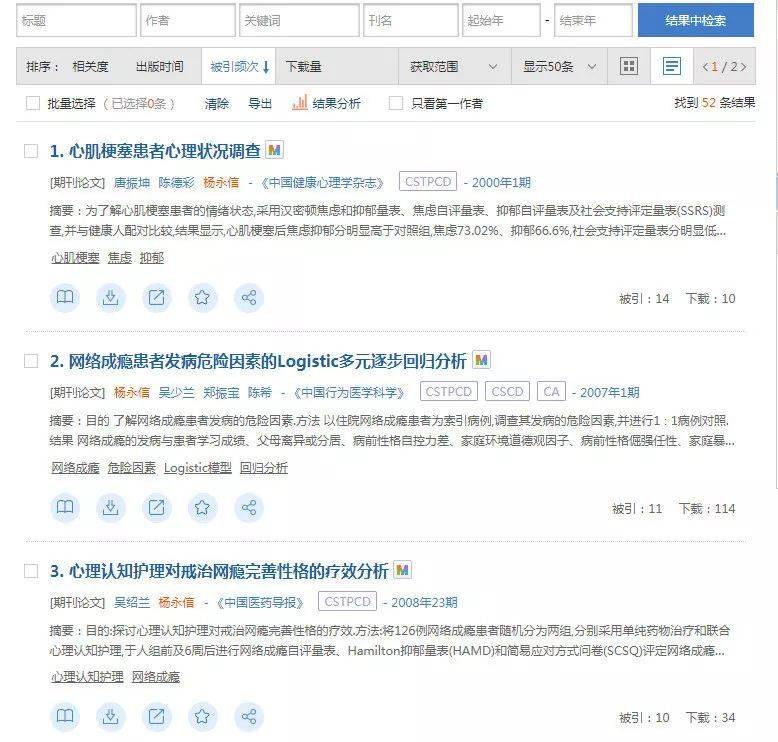 标题 作者 关键词 刊名 起始年 - 结束年 结果中检索
排序： 相关度 出版时间 被引频次↓ 下载量 获取范围 显示50条 < 1 / 2 >
批量选择 （ 已选择0条 ） 清除 导出 结果分析 只看第一作者 找到 52 条结果
1. 心肌梗塞患者心理状况调查 M
[期刊论文] 唐振坤 陈德彩 杨永信 - 《中国健康心理学杂志》 CSTPCD - 2000年1期
摘要：为了解心肌梗塞患者的情绪状态,采用汉密顿焦虑和抑郁量表、焦虑自评量表、抑郁自评量表及社会支持评定量表(SSRS)测
查,并与健康人配对比较,结果显示,心肌梗塞后焦虑抑郁分明显高于对照组,焦虑73.02%、抑郁66.6%,社会支持评定量表分明显低...
心肌梗塞 焦虑 抑郁
被引：14 下载：10
2. 网络成瘾患者发病危险因素的Logistic多元逐步回归分析 M
[期刊论文] 杨永信 吴少兰 郑振宝 陈希 - 《中国行为医学科学》 CSTPCD CSCD CA - 2007年1期
摘要：目的 了解网络成瘾患者发病的危险因素.方法 以住院网络成瘾患者为索引病例,调查其发病的危险因素,并进行1：1病例对照.
结果 网络成瘾的发病与患者学习成绩、父母离异或分居、病前性格自控力差、家庭环境道德观因子、病前性格倔强任性、家庭暴...
网络成瘾 危险因素 Logistic模型 回归分析
被引：11 下载：114
3. 心理认知护理对戒治网瘾完善性格的疗效分析 M
[期刊论文] 吴绍兰 杨永信 - 《中国医药导报》 CSTPCD - 2008年23期
摘要：目的:探讨心理认知护理对戒治网瘾完善性格的疗效.方法:将126例网络成瘾患者随机分为两组,分别采用单纯药物治疗和联合
心理认知护理,于人组前及6周后进行网络成瘾自评量表、Hamilton抑郁量表(HAMD)和简易应对方式问卷(SCSQ)评定网络成瘾...
心理认知护理 网络成瘾
被引：10 下载：34